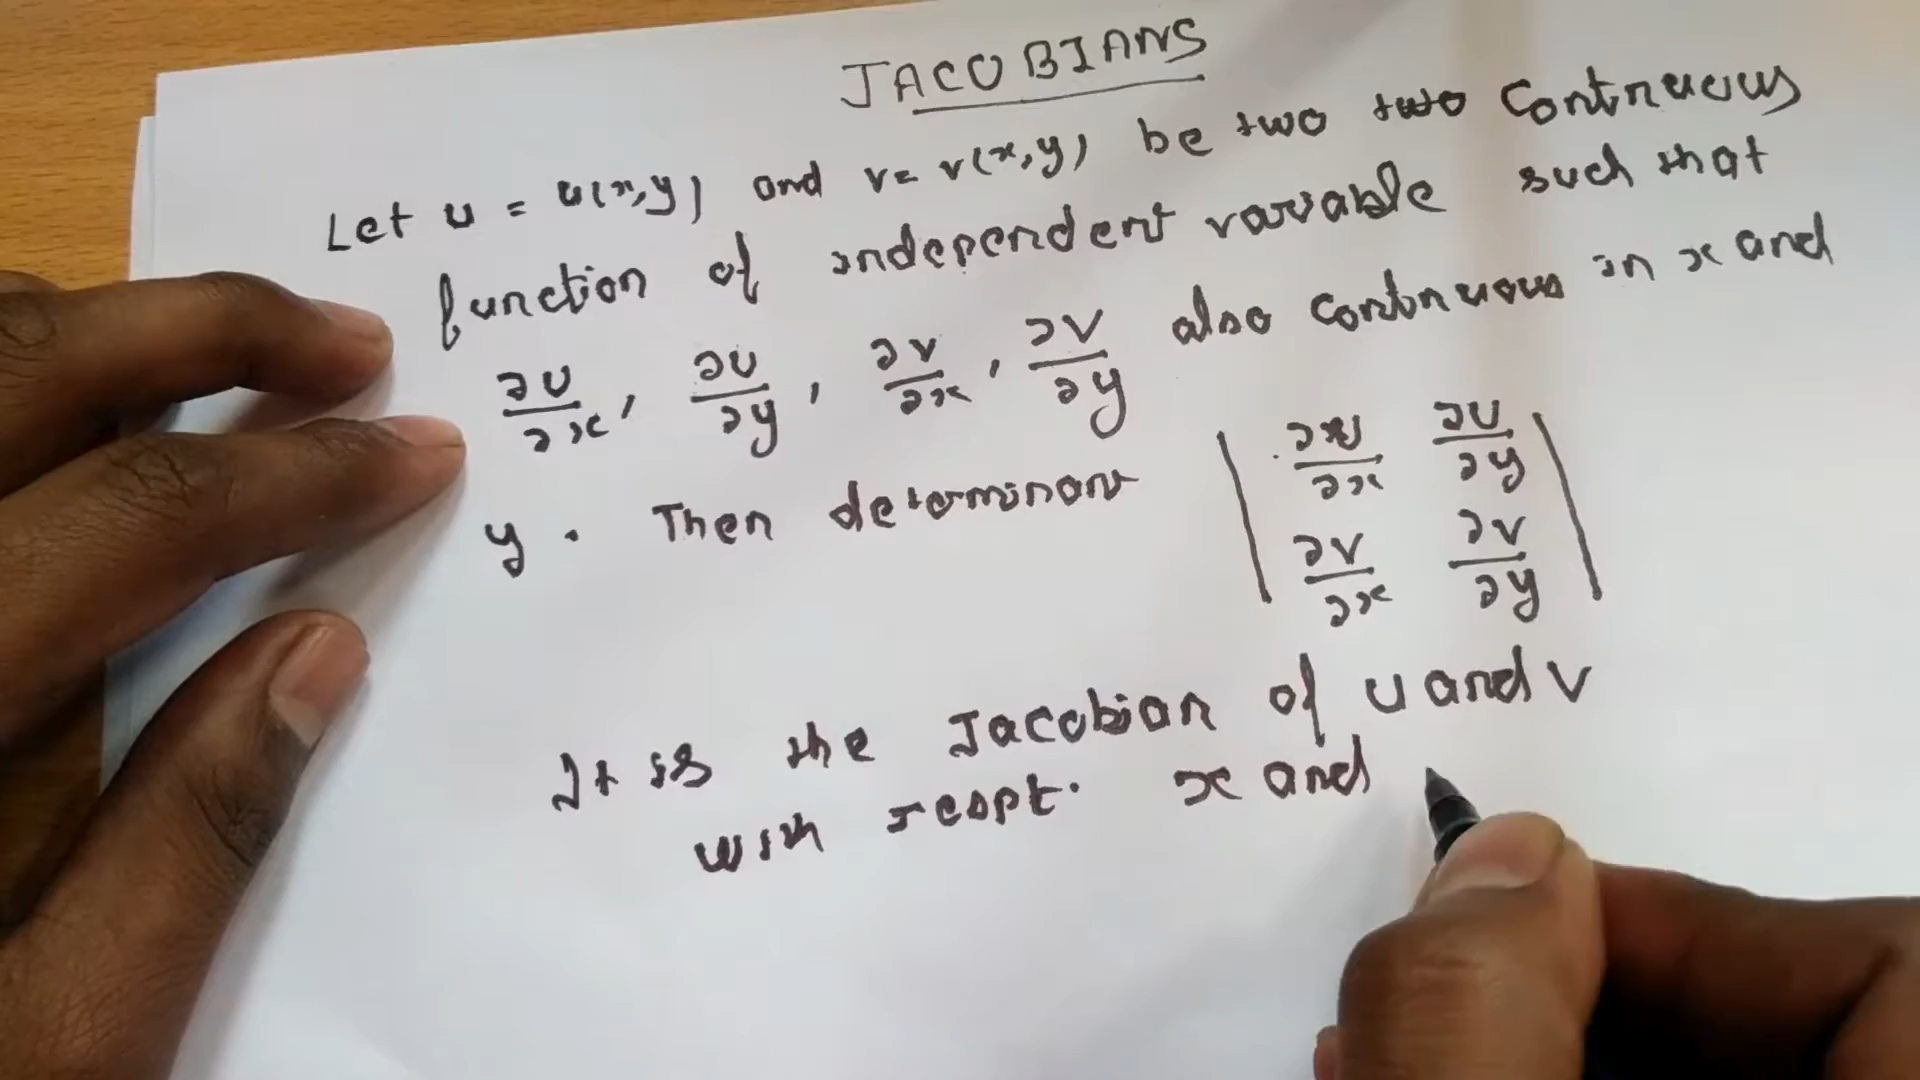 JACOBIANS
Let u = u(x,y) and v = v(x,y) be two two continuous
function of independent variable such that
∂u/∂x, ∂u/∂y, ∂v/∂x, ∂v/∂y also continuous in x and
y. Then determinant | ∂u/∂x ∂u/∂y |
| ∂v/∂x ∂v/∂y |
It is the Jacobian of u and v
with respt. x and